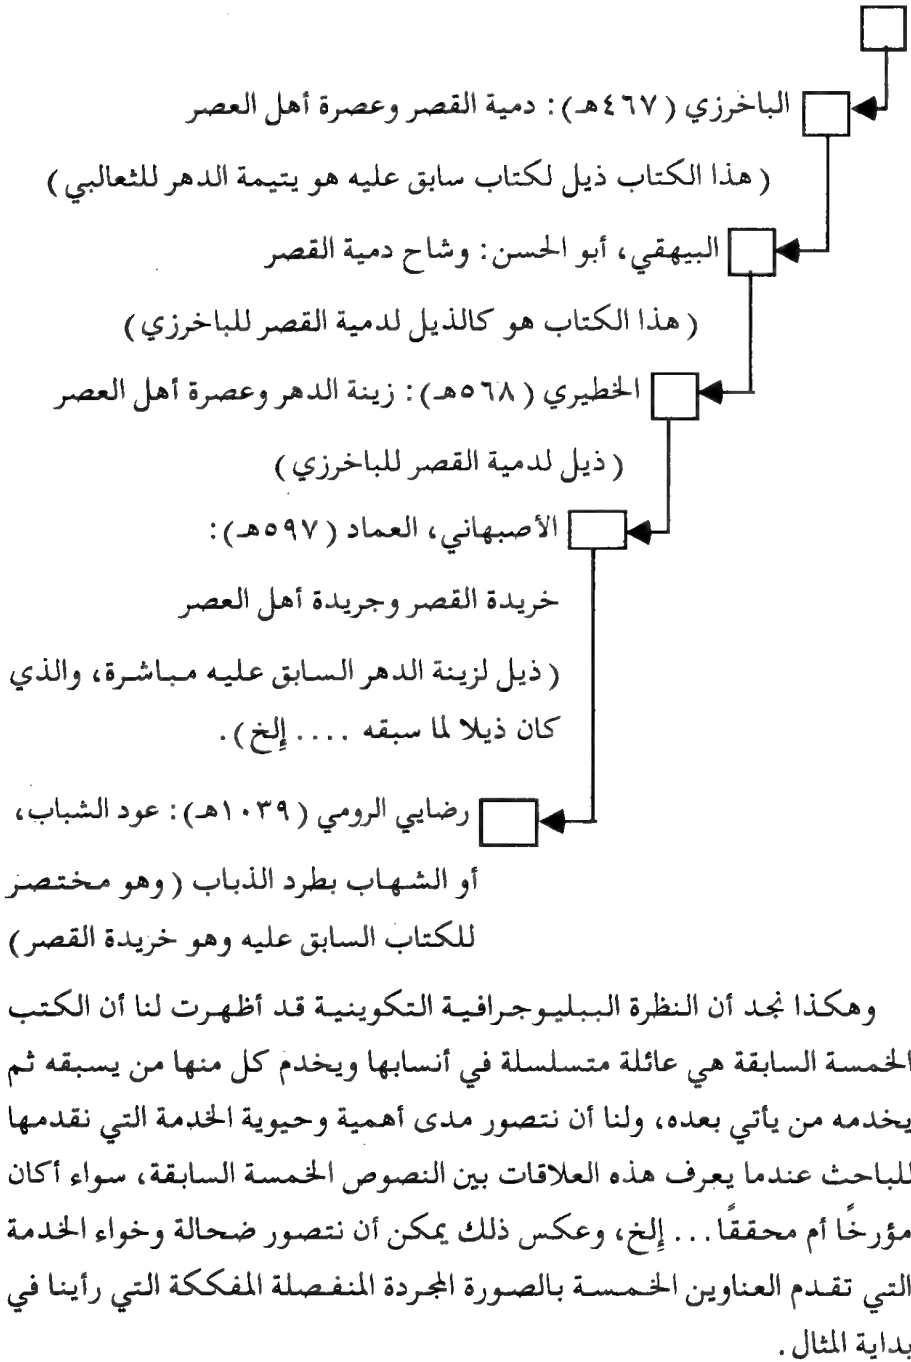 الباخرزي (٤٦٧هـ): دمية القصر وعصرة أهل العصر
(هذا الكتاب ذيل لكتاب سابق عليه هو يتيمة الدهر للثعالبي)
البيهقي، أبو الحسن: وشاح دمية القصر
(هذا الكتاب هو كالذيل لدمية القصر للباخرزي)
الخطيري (٥٦٨هـ): زينة الدهر وعصرة أهل العصر
(ذيل لدمية القصر للباخرزي)
الأصبهاني، العماد (٥٩٧هـ):
خريدة القصر وجريدة أهل العصر
(ذيل لزينة الدهر السابق عليه مباشرة، والذي
كان ذيلا لما سبقه .... إلخ).
رضايي الرومي (١٠٣٩هـ): عود الشباب،
أو الشهاب بطرد الذباب (وهو مختصر
للكتاب السابق عليه وهو خريدة القصر)
وهكذا نجد أن النظرة الببليوجرافية التكوينية قد أظهرت لنا أن الكتب
الخمسة السابقة هي عائلة متسلسلة في أنسابها ويخدم كل منها من يسبقه ثم
يخدمه من يأتي بعده، ولنا أن نتصور مدى أهمية وحيوية الخدمة التي نقدمها
للباحث عندما يعرف هذه العلاقات بين النصوص الخمسة السابقة، سواء أكان
مؤرخًا أم محققًا... إلخ، وعكس ذلك يمكن أن نتصور ضحالة وخواء الخدمة
التي تقدم العناوين الخمسة بالصورة المجردة المنفصلة المفككة التي رأينا في
بداية المثال.